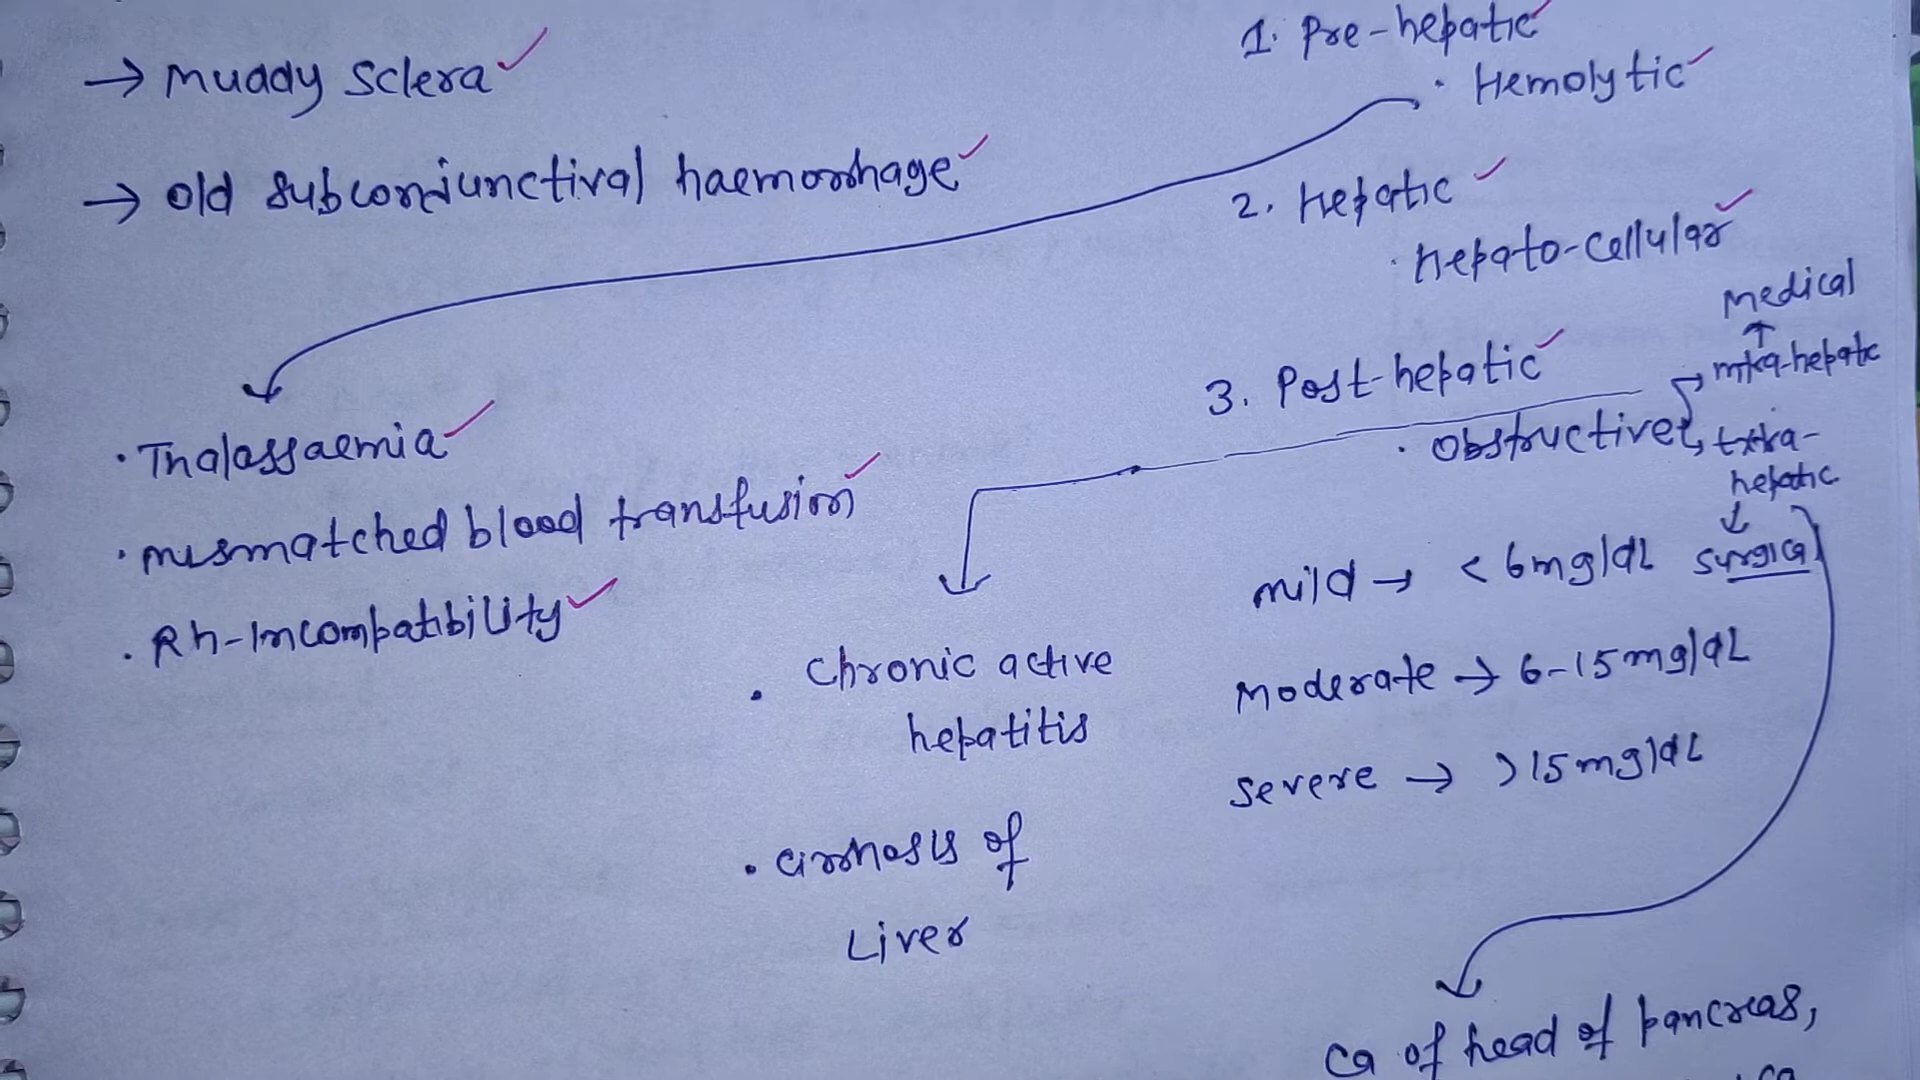 → Muddy Sclera
→ old subconjunctival haemorrhage
1. Pre-hepatic
• Hemolytic
2. Hepatic
• hepato-cellular
3. Post-hepatic
• Obstructive
Medical
↑
intra-hepatic
Extra-
hepatic
↓
Surgical
• Thalassaemia
• mismatched blood transfusion
• Rh-Incompatibility
• Chronic active
hepatitis
• Cirrhosis of
Liver
mild → < 6mg/dL
Moderate → 6-15mg/dL
Severe → >15mg/dL
Ca of head of pancreas,